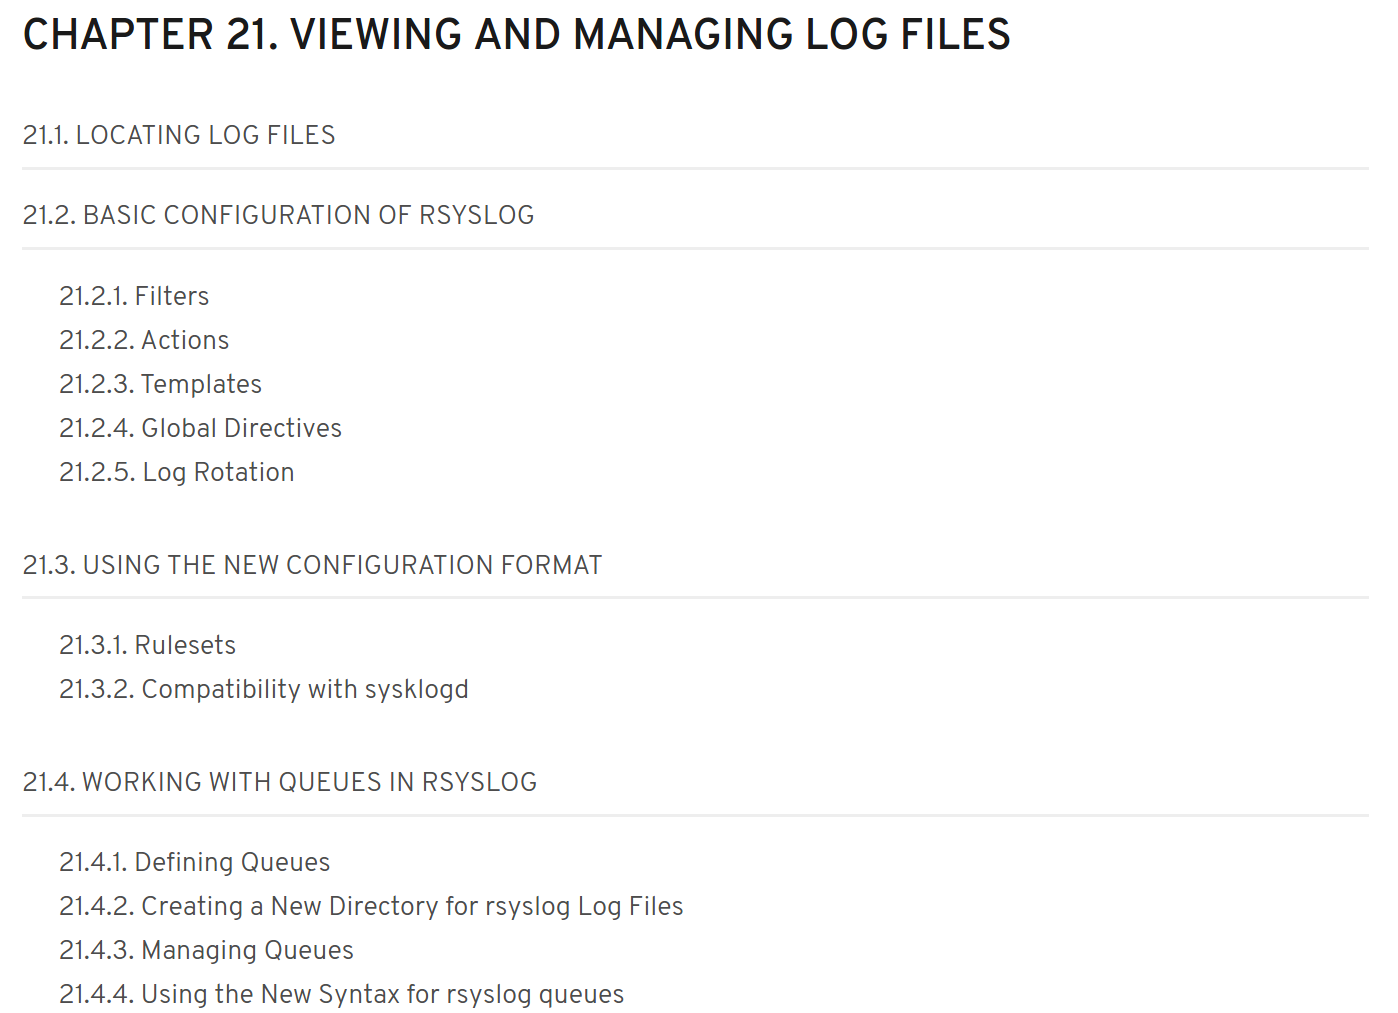 CHAPTER 21. VIEWING AND MANAGING LOG FILES
21.1. LOCATING LOG FILES
21.2. BASIC CONFIGURATION OF RSYSLOG
21.2.1. Filters
21.2.2. Actions
21.2.3. Templates
21.2.4. Global Directives
21.2.5. Log Rotation
21.3. USING THE NEW CONFIGURATION FORMAT
21.3.1. Rulesets
21.3.2. Compatibility with sysklogd
21.4. WORKING WITH QUEUES IN RSYSLOG
21.4.1. Defining Queues
21.4.2. Creating a New Directory for rsyslog Log Files
21.4.3. Managing Queues
21.4.4. Using the New Syntax for rsyslog queues